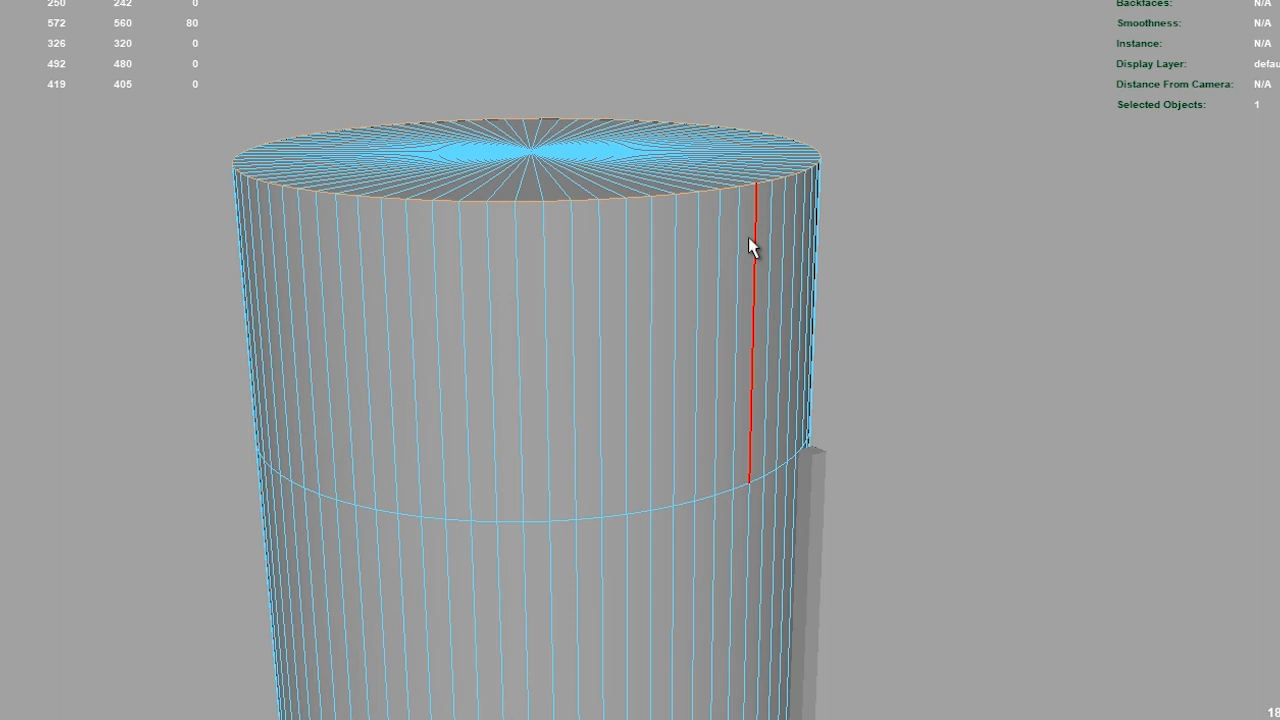 250 242 0
572 560 80
326 320 0
492 480 0
419 405 0
Backfaces: N/A
Smoothness: N/A
Instance: N/A
Display Layer: defau
Distance From Camera: N/A
Selected Objects: 1
18